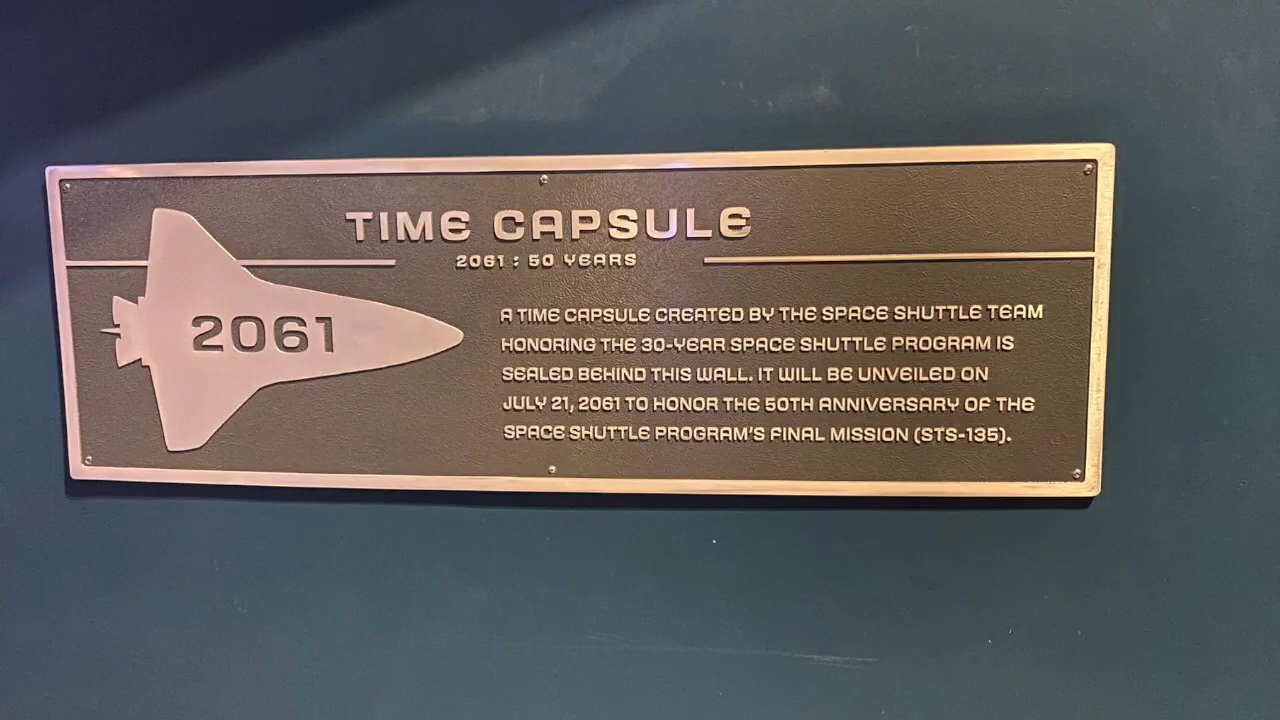 TIME CAPSULE
2061 : 50 YEARS
2061
A TIME CAPSULE CREATED BY THE SPACE SHUTTLE TEAM
HONORING THE 30-YEAR SPACE SHUTTLE PROGRAM IS
SEALED BEHIND THIS WALL. IT WILL BE UNVEILED ON
JULY 21, 2061 TO HONOR THE 50TH ANNIVERSARY OF THE
SPACE SHUTTLE PROGRAM'S FINAL MISSION (STS-135).